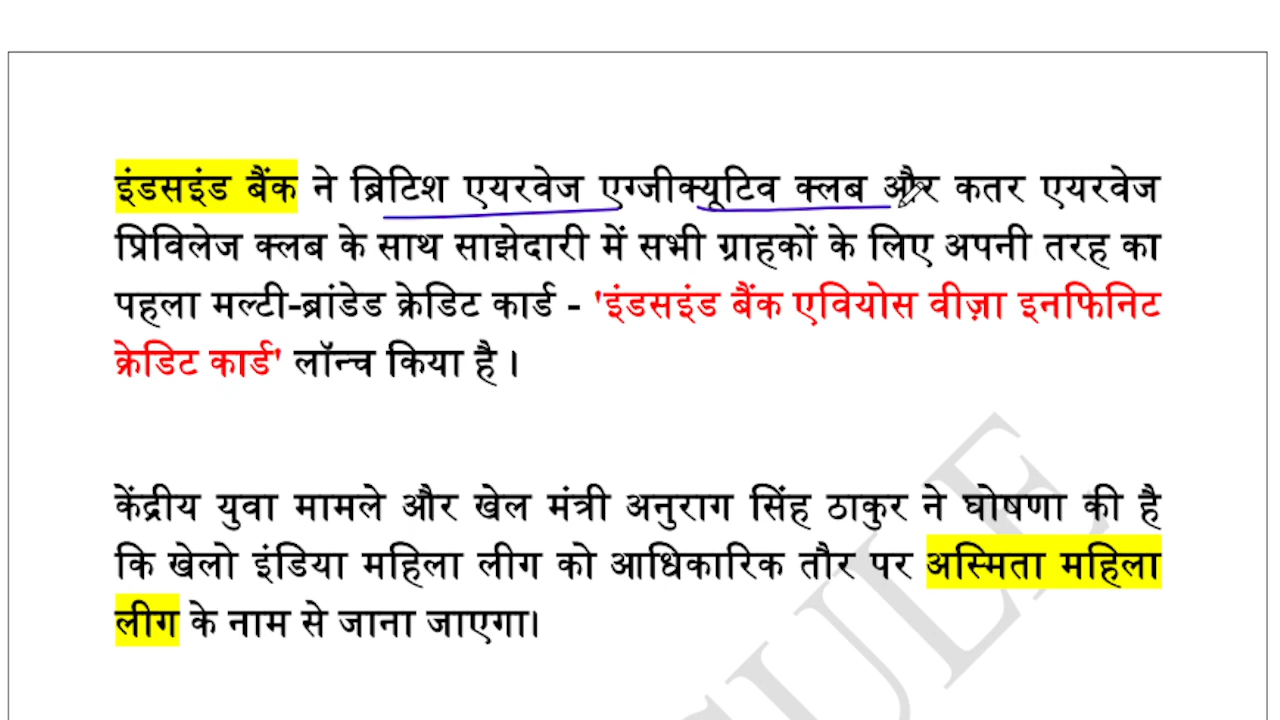 इंडसइंड बैंक ने ब्रिटिश एयरवेज एग्जीक्यूटिव क्लब और कतर एयरवेज
प्रिविलेज क्लब के साथ साझेदारी में सभी ग्राहकों के लिए अपनी तरह का
पहला मल्टी-ब्रांडेड क्रेडिट कार्ड - 'इंडसइंड बैंक एवियोस वीज़ा इनफिनिट
क्रेडिट कार्ड' लॉन्च किया है ।
केंद्रीय युवा मामले और खेल मंत्री अनुराग सिंह ठाकुर ने घोषणा की है
कि खेलो इंडिया महिला लीग को आधिकारिक तौर पर अस्मिता महिला
लीग के नाम से जाना जाएगा।